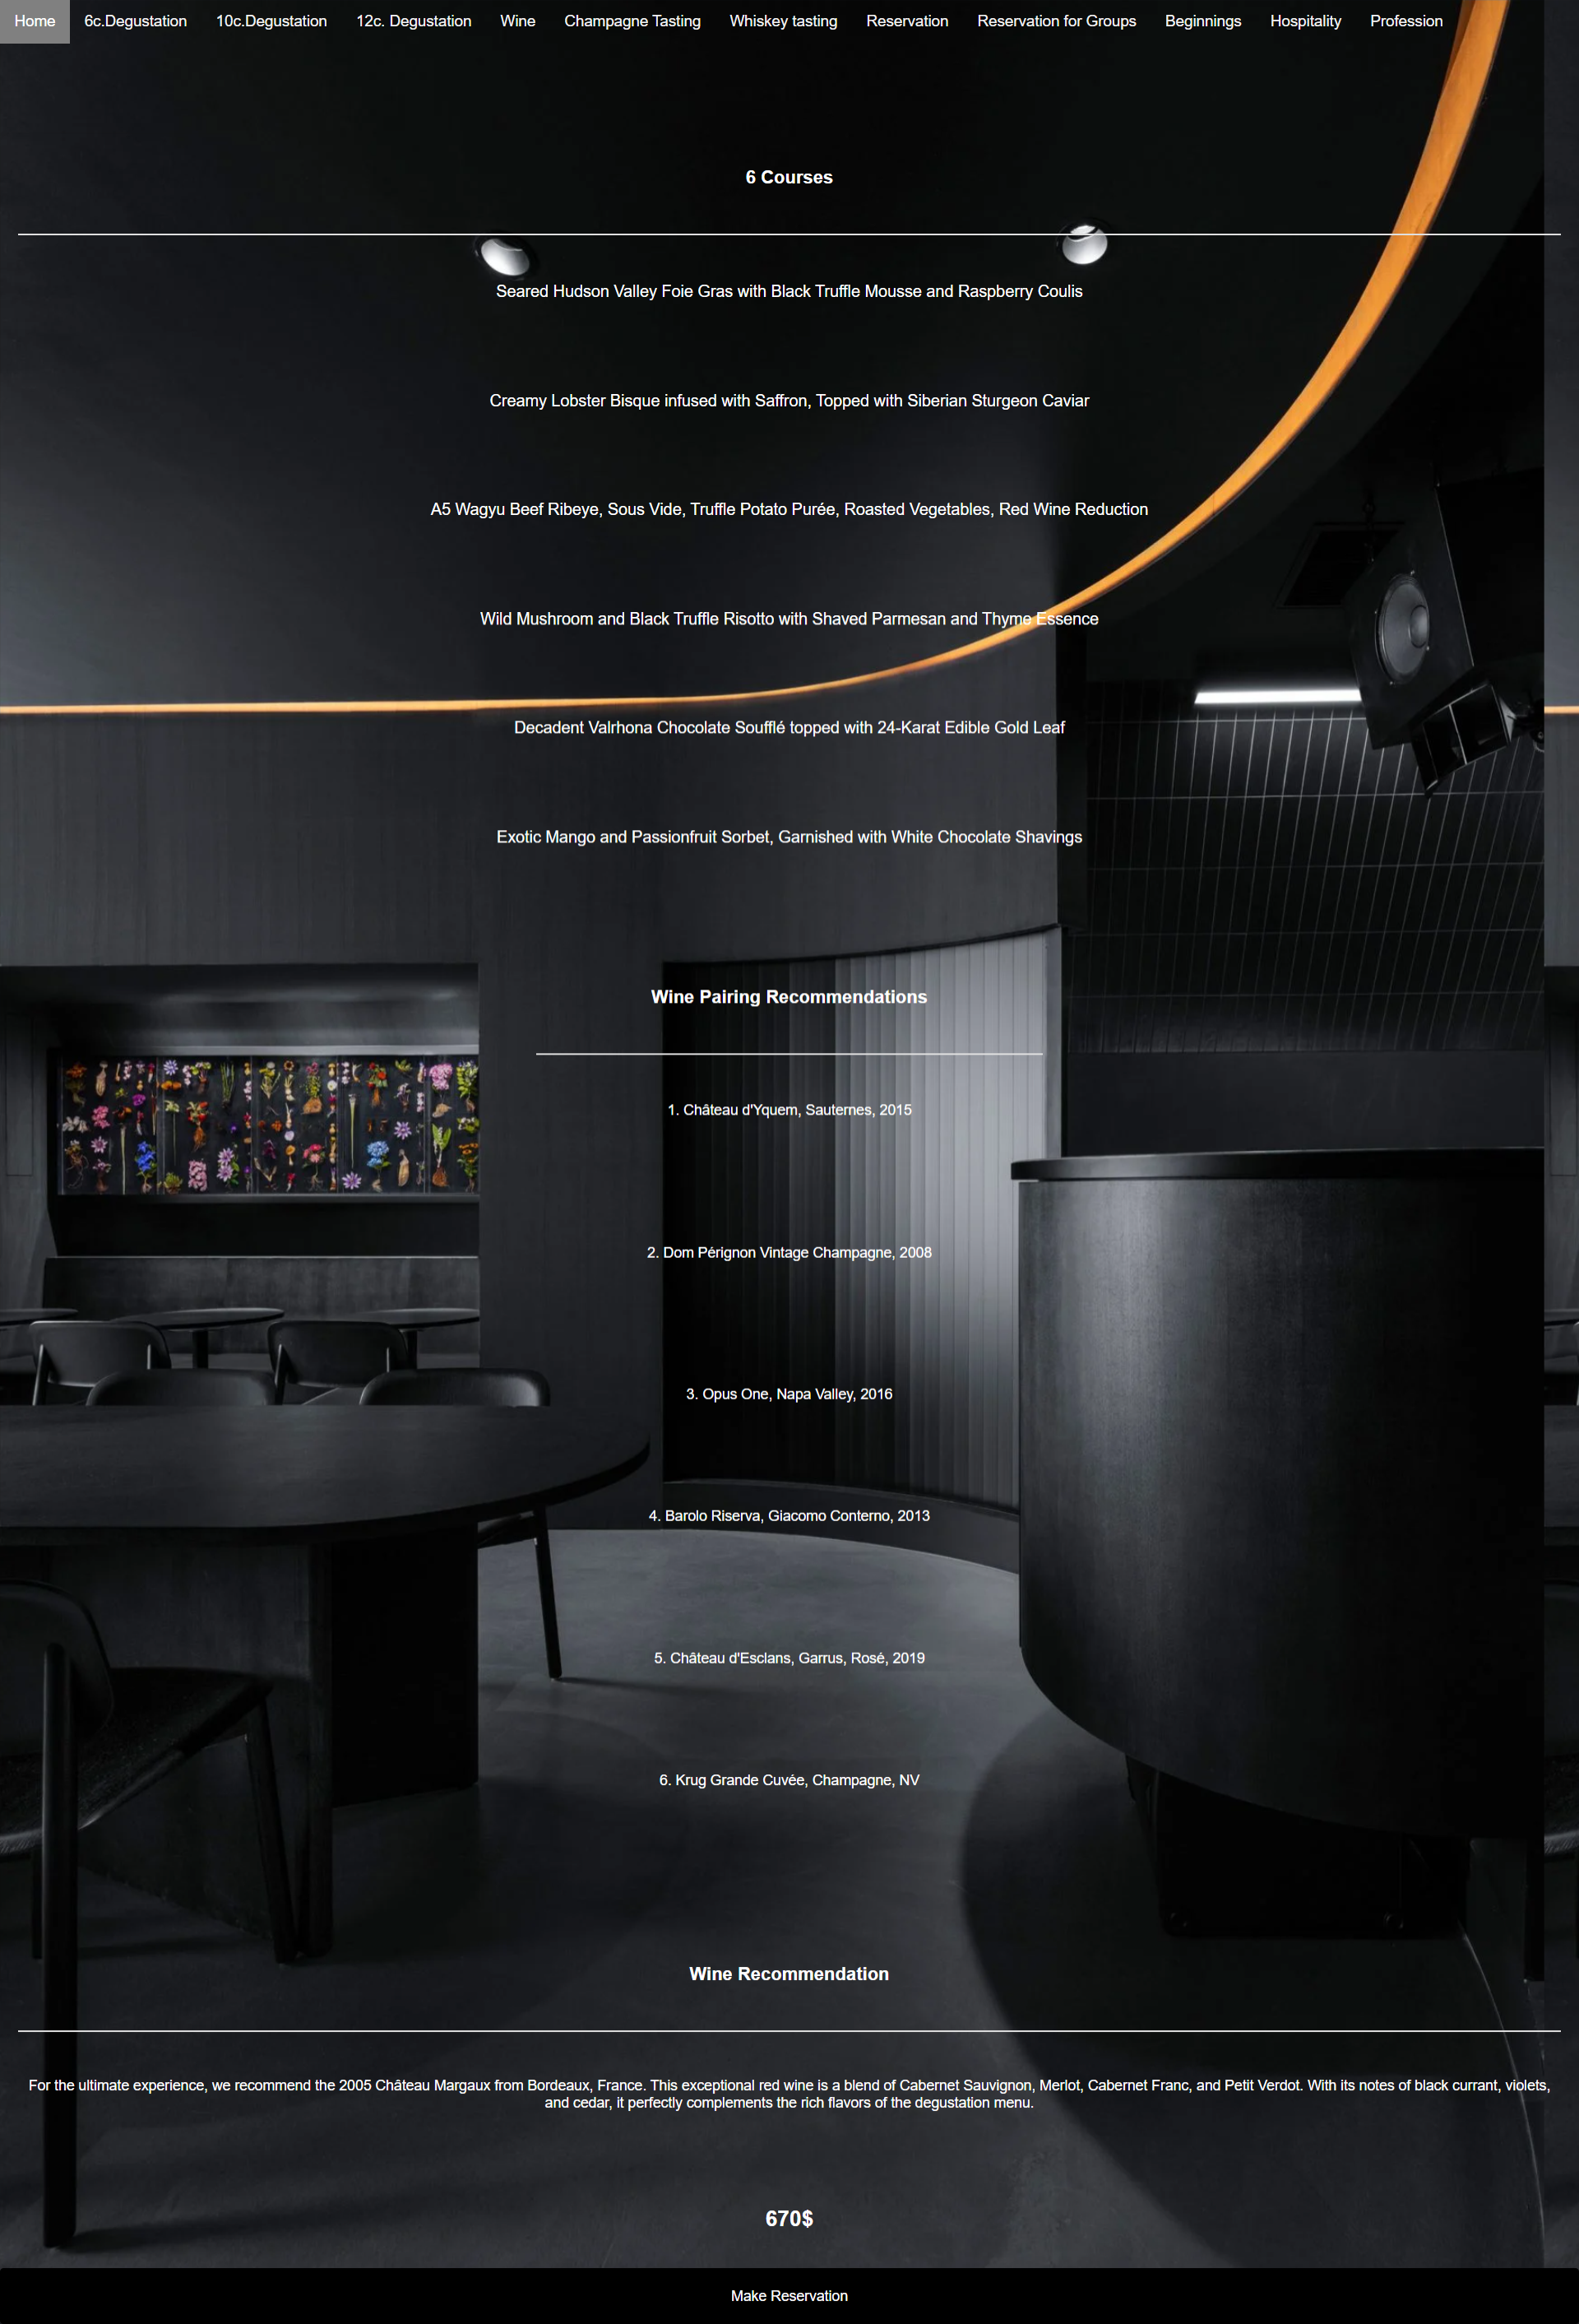 Home 6c.Degustation 10c.Degustation 12c. Degustation Wine Champagne Tasting Whiskey tasting Reservation Reservation for Groups Beginnings Hospitality Profession
6 Courses
Seared Hudson Valley Foie Gras with Black Truffle Mousse and Raspberry Coulis
Creamy Lobster Bisque infused with Saffron, Topped with Siberian Sturgeon Caviar
A5 Wagyu Beef Ribeye, Sous Vide, Truffle Potato Purée, Roasted Vegetables, Red Wine Reduction
Wild Mushroom and Black Truffle Risotto with Shaved Parmesan and Thyme Essence
Decadent Valrhona Chocolate Soufflé topped with 24-Karat Edible Gold Leaf
Exotic Mango and Passionfruit Sorbet, Garnished with White Chocolate Shavings
Wine Pairing Recommendations
1. Château d'Yquem, Sauternes, 2015
2. Dom Pérignon Vintage Champagne, 2008
3. Opus One, Napa Valley, 2016
4. Barolo Riserva, Giacomo Conterno, 2013
5. Château d'Esclans, Garrus, Rosé, 2019
6. Krug Grande Cuvée, Champagne, NV
Wine Recommendation
For the ultimate experience, we recommend the 2005 Château Margaux from Bordeaux, France. This exceptional red wine is a blend of Cabernet Sauvignon, Merlot, Cabernet Franc, and Petit Verdot. With its notes of black currant, violets,
and cedar, it perfectly complements the rich flavors of the degustation menu.
670$
Make Reservation